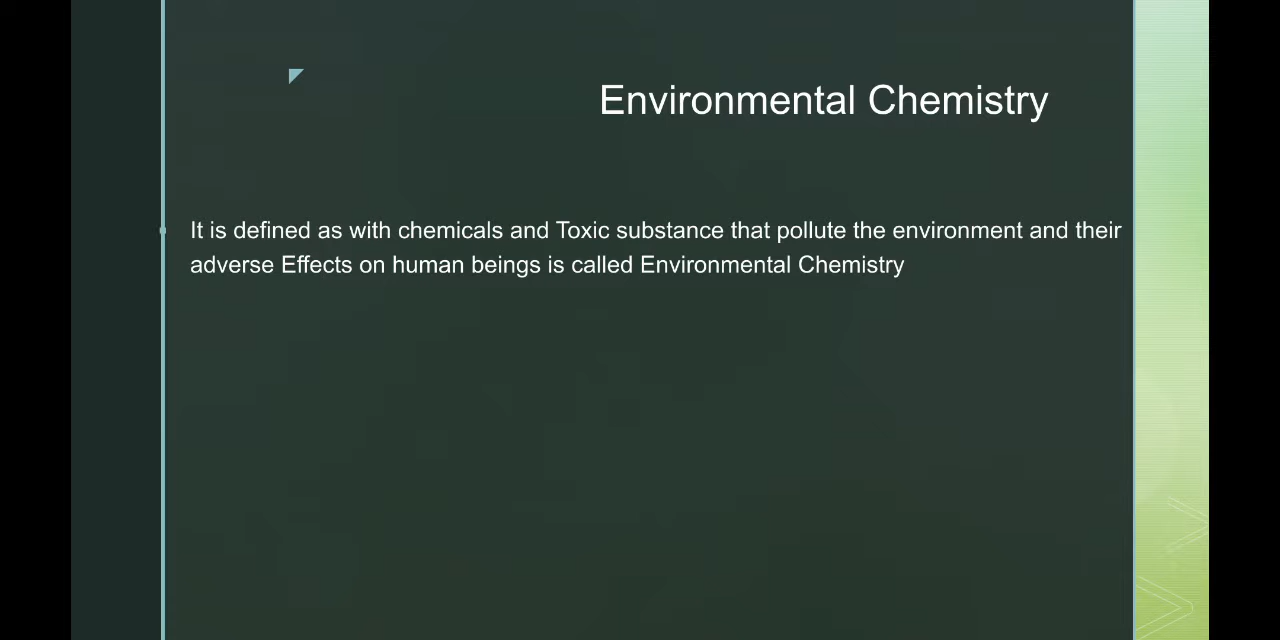 Environmental Chemistry
It is defined as with chemicals and Toxic substance that pollute the environment and their
adverse Effects on human beings is called Environmental Chemistry